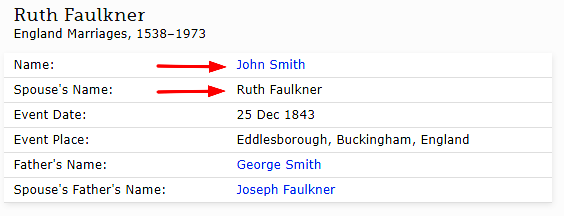 Ruth Faulkner
England Marriages, 1538–1973
Name: John Smith
Spouse's Name: Ruth Faulkner
Event Date: 25 Dec 1843
Event Place: Eddlesborough, Buckingham, England
Father's Name: George Smith
Spouse's Father's Name: Joseph Faulkner